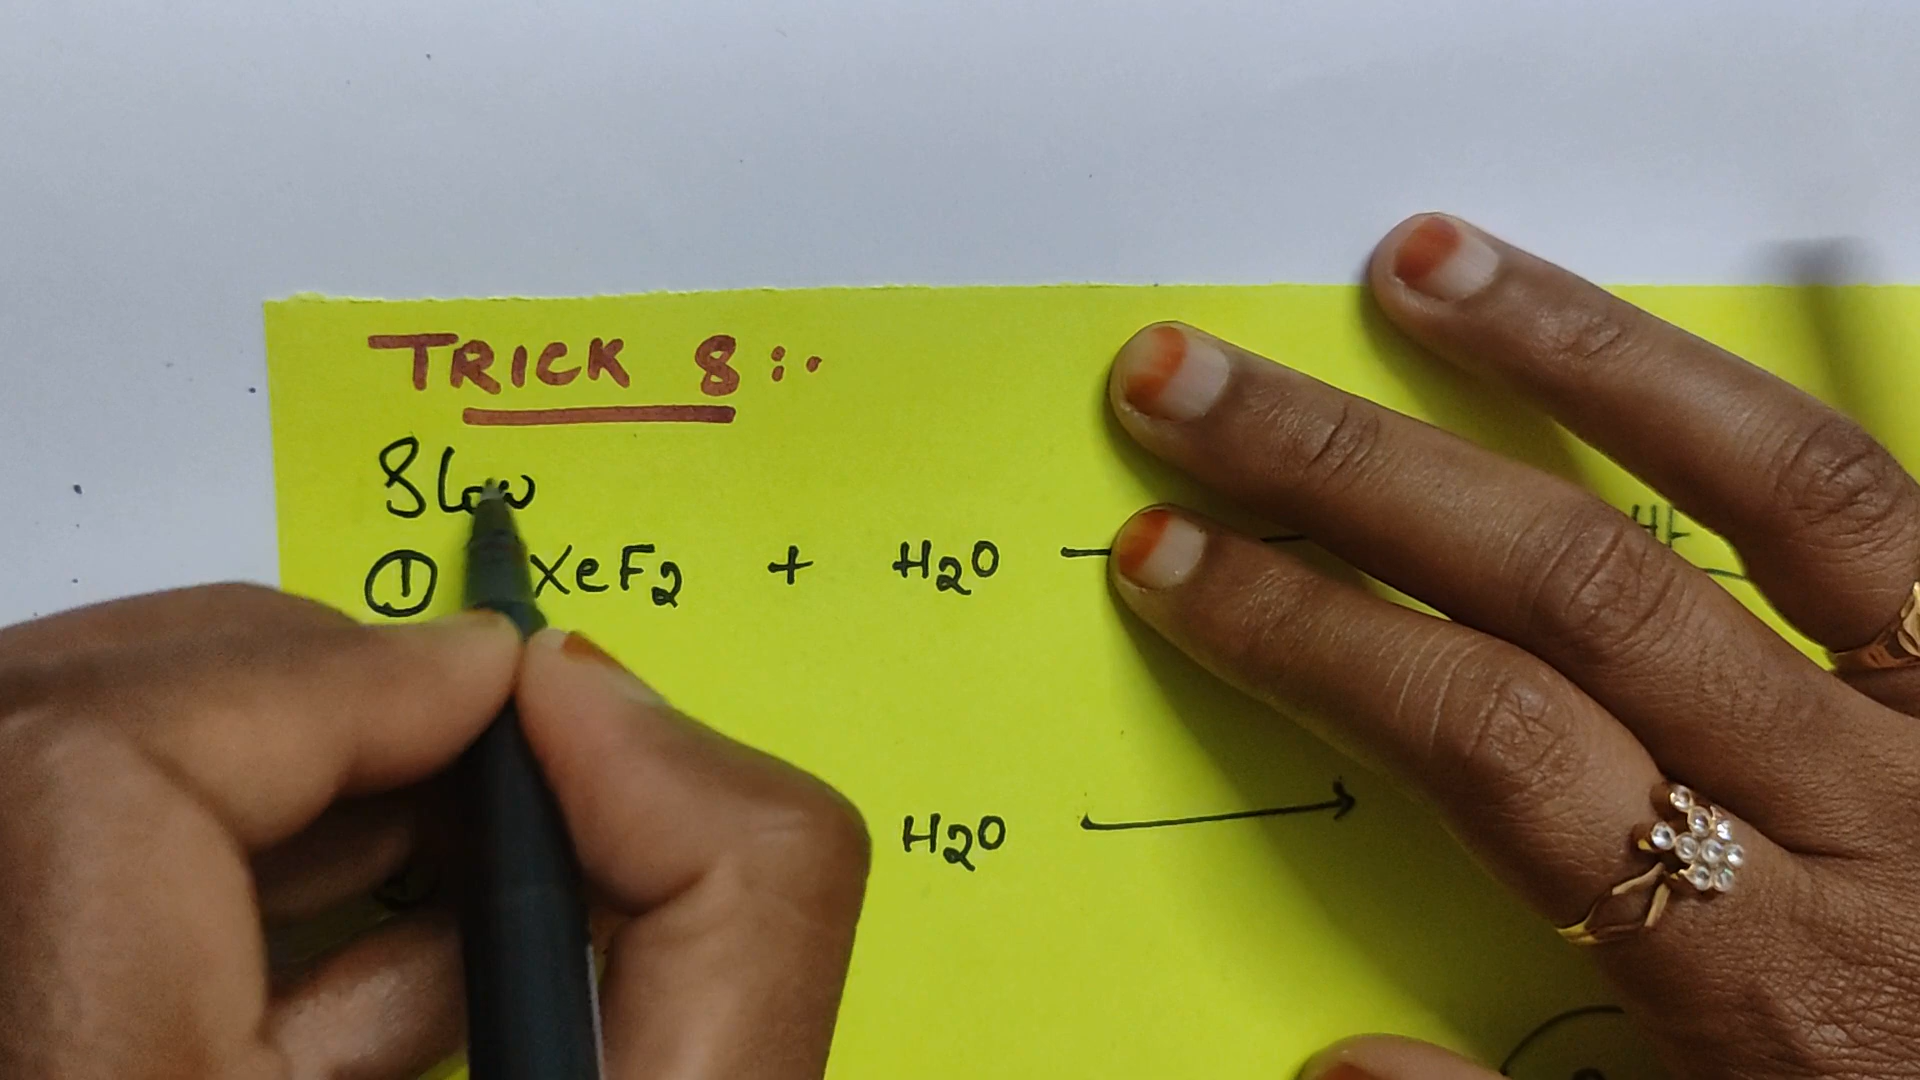 TRICK 8:-
Slow
① XeF2 + H2O
H2O